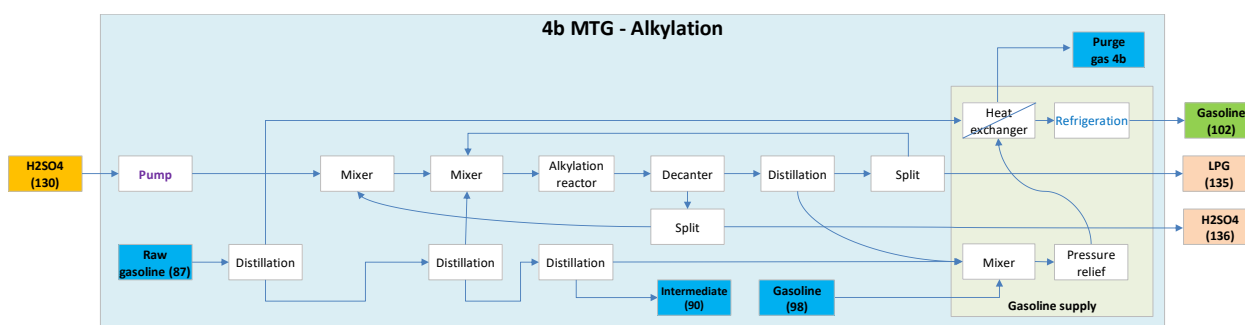 4b MTG - Alkylation
Purge
gas 4b
Heat
exchanger
Refrigeration
Gasoline
(102)
H2SO4
(130)
Pump
Mixer
Mixer
Alkylation
reactor
Decanter
Distillation
Split
LPG
(135)
Split
H2SO4
(136)
Raw
gasoline (87)
Distillation
Distillation
Distillation
Mixer
Pressure
relief
Intermediate
(90)
Gasoline
(98)
Gasoline supply